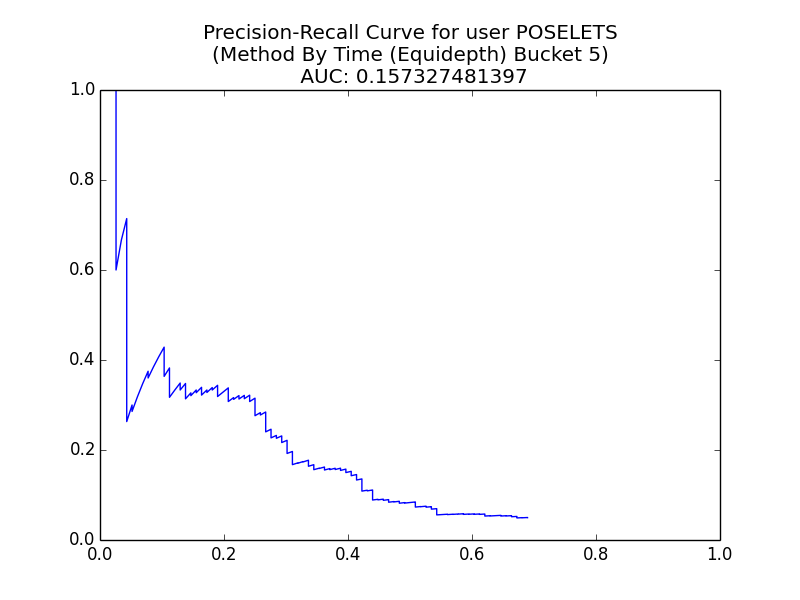 Precision-Recall Curve for user POSELETS
(Method By Time (Equidepth) Bucket 5)
AUC: 0.157327481397
1.0
0.8
0.6
0.4
0.2
0.0
0.0 0.2 0.4 0.6 0.8 1.0